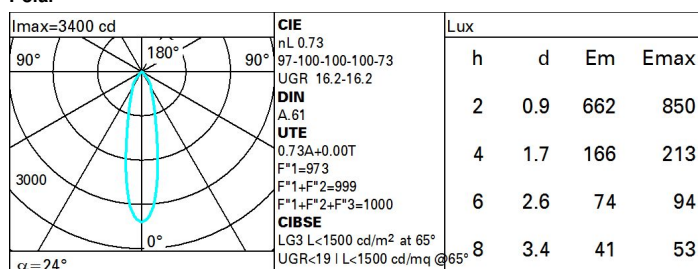 Imax=3400 cd
90° 180° 90°
3000
0°
α=24°
CIE
nL 0.73
97-100-100-100-73
UGR 16.2-16.2
DIN
A.61
UTE
0.73A+0.00T
F"1=973
F"1+F"2=999
F"1+F"2+F"3=1000
CIBSE
LG3 L<1500 cd/m² at 65°
UGR<19 | L<1500 cd/mq @65°
Lux
h d Em Emax
2 0.9 662 850
4 1.7 166 213
6 2.6 74 94
8 3.4 41 53